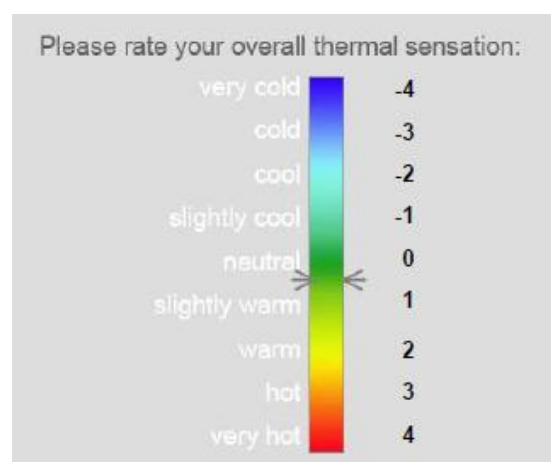 Please rate your overall thermal sensation:
very cold -4
cold -3
cool -2
slightly cool -1
neutral 0
slightly warm 1
warm 2
hot 3
very hot 4